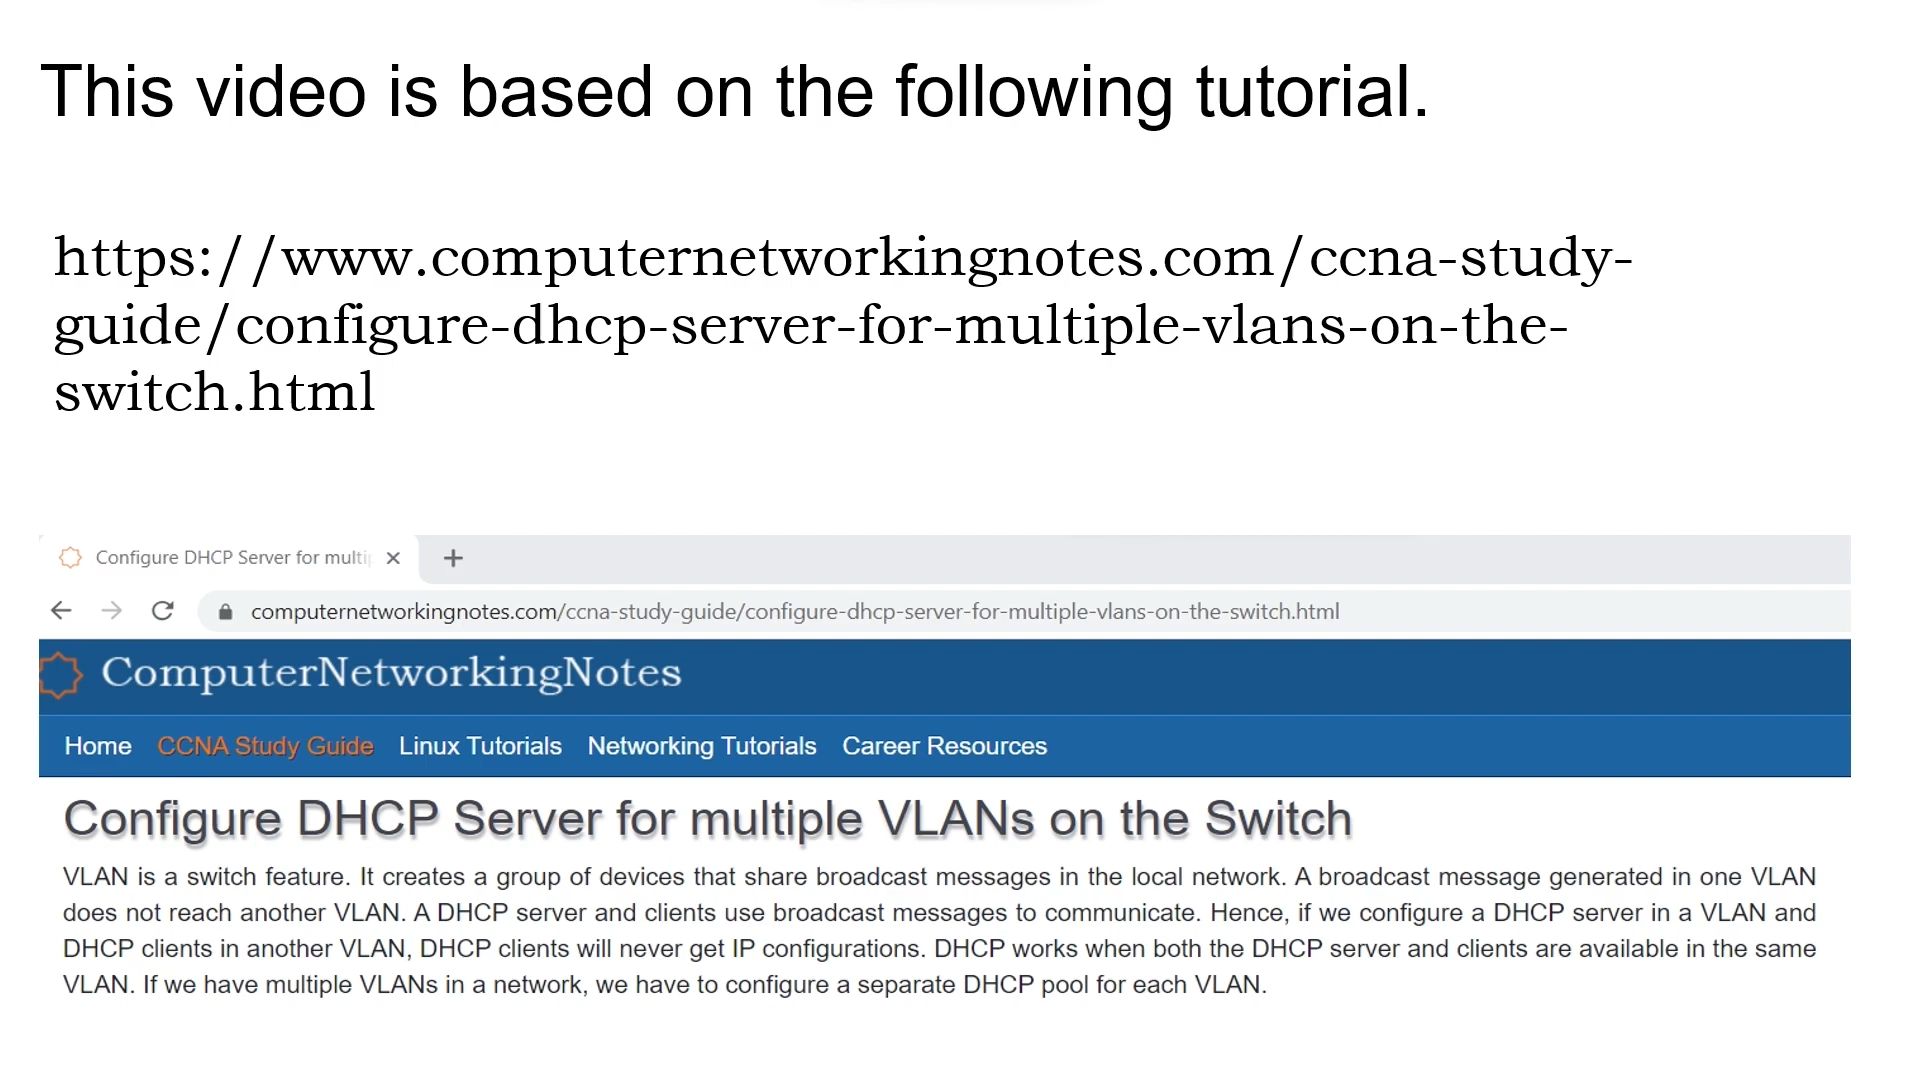 This video is based on the following tutorial.
https://www.computernetworkingnotes.com/ccna-study-
guide/configure-dhcp-server-for-multiple-vlans-on-the-
switch.html
Configure DHCP Server for multi
computernetworkingnotes.com/ccna-study-guide/configure-dhcp-server-for-multiple-vlans-on-the-switch.html
ComputerNetworkingNotes
Home CCNA Study Guide Linux Tutorials Networking Tutorials Career Resources
Configure DHCP Server for multiple VLANs on the Switch
VLAN is a switch feature. It creates a group of devices that share broadcast messages in the local network. A broadcast message generated in one VLAN
does not reach another VLAN. A DHCP server and clients use broadcast messages to communicate. Hence, if we configure a DHCP server in a VLAN and
DHCP clients in another VLAN, DHCP clients will never get IP configurations. DHCP works when both the DHCP server and clients are available in the same
VLAN. If we have multiple VLANs in a network, we have to configure a separate DHCP pool for each VLAN.